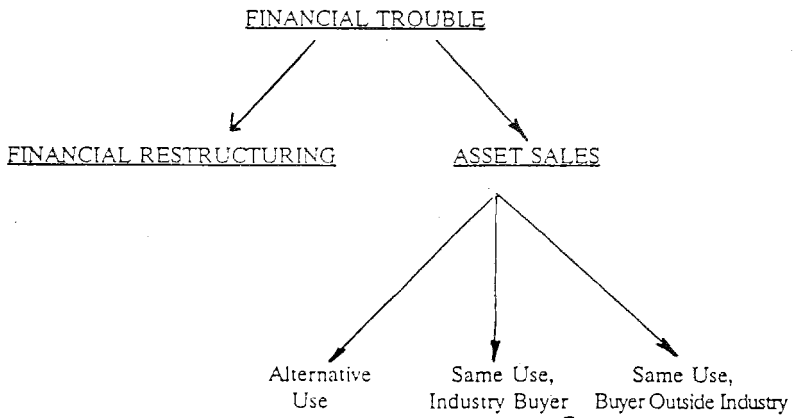 FINANCIAL TROUBLE
FINANCIAL RESTRUCTURING
ASSET SALES
Alternative
Use
Same Use,
Industry Buyer
Same Use,
Buyer Outside Industry